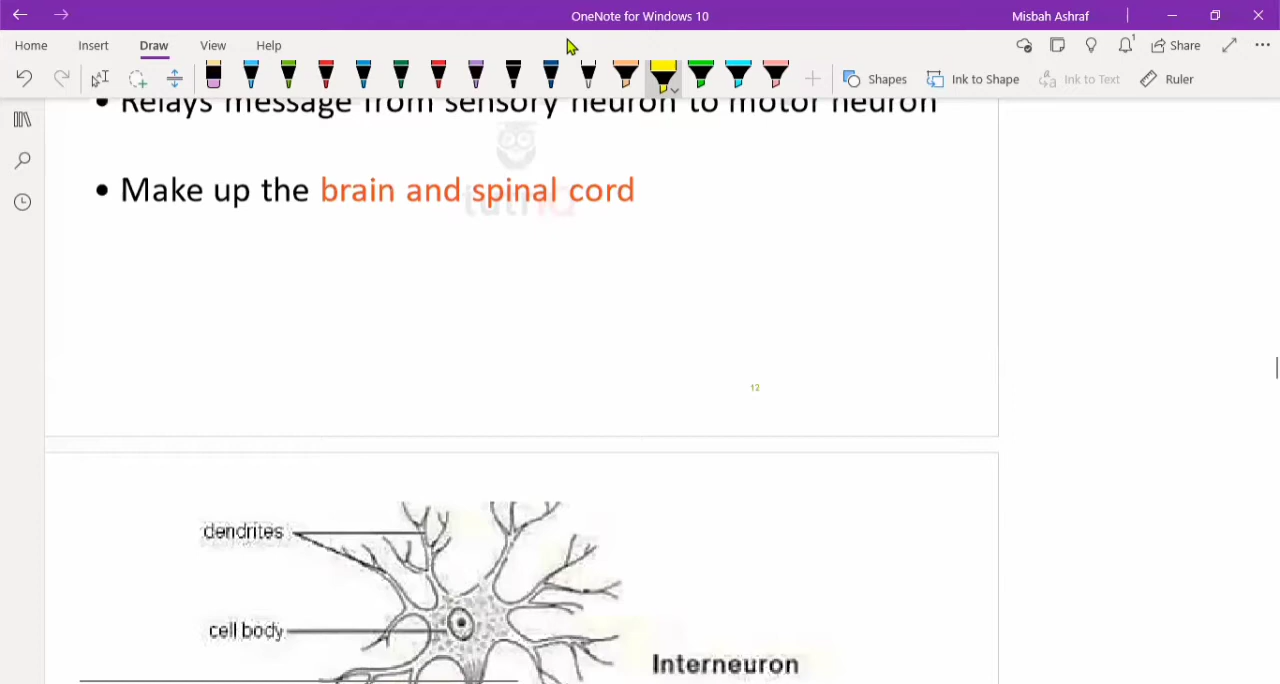 OneNote for Windows 10
Misbah Ashraf
Home Insert Draw View Help
Share
Shapes Ink to Shape Ink to Text Ruler
• Relays message from sensory neuron to motor neuron
• Make up the brain and spinal cord
tutFIQ
12
dendrites
cell body
Interneuron